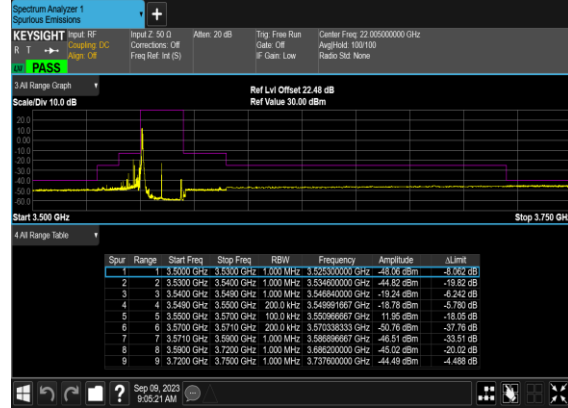 Spectrum Analyzer 1
Spurious Emissions
+
KEYSIGHT Input: RF Input Z: 50 Ω Atten: 20 dB Trig: Free Run Center Freq: 22.005000000 GHz
R T Coupling: DC Corrections: Off Gate: Off Avg|Hold: 100/100
Align: Off Freq Ref: Int (S) IF Gain: Low Radio Std: None
PASS
3 All Range Graph Ref Lvl Offset 22.48 dB
Scale/Div 10.0 dB Ref Value 30.00 dBm
20.0
10.0
0.00
-10.0
-20.0
-30.0
-40.0
-50.0
-60.0
Start 3.500 GHz Stop 3.750 GHz
4 All Range Table
Spur Range Start Freq Stop Freq RBW Frequency Amplitude ΔLimit
1 1 3.5000 GHz 3.5300 GHz 1.000 MHz 3.525300000 GHz -48.06 dBm -8.062 dB
2 2 3.5300 GHz 3.5400 GHz 1.000 MHz 3.534600000 GHz -44.82 dBm -19.82 dB
3 3 3.5400 GHz 3.5490 GHz 1.000 MHz 3.546840000 GHz -19.24 dBm -6.242 dB
4 4 3.5490 GHz 3.5500 GHz 200.0 kHz 3.549991667 GHz -18.78 dBm -5.780 dB
5 5 3.5500 GHz 3.5700 GHz 100.0 kHz 3.550966667 GHz 11.95 dBm -18.05 dB
6 6 3.5700 GHz 3.5710 GHz 200.0 kHz 3.570338333 GHz -50.76 dBm -37.76 dB
7 7 3.5710 GHz 3.5900 GHz 1.000 MHz 3.586896667 GHz -46.51 dBm -33.51 dB
8 8 3.5900 GHz 3.7200 GHz 1.000 MHz 3.686200000 GHz -45.02 dBm -20.02 dB
9 9 3.7200 GHz 3.7500 GHz 1.000 MHz 3.737600000 GHz -44.49 dBm -4.488 dB
? Sep 09, 2023
9:05:21 AM